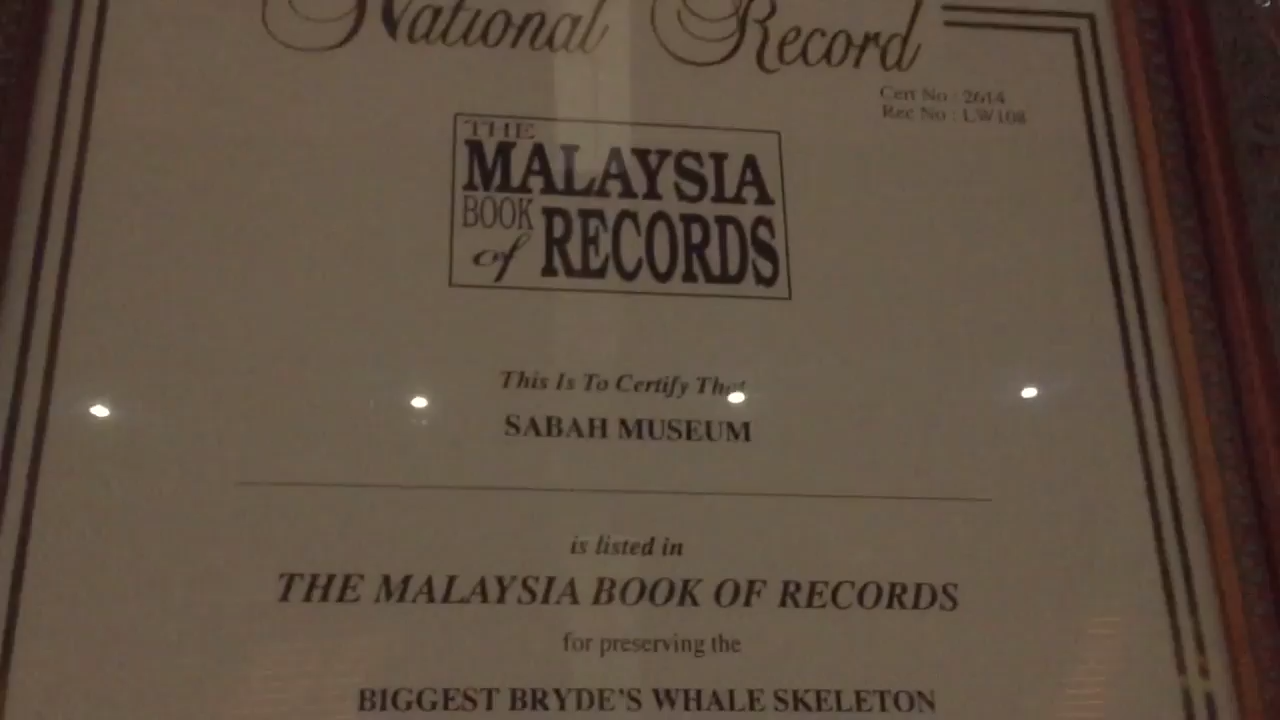 National Record
Cert No : 2614
Rec No : LW108
THE
MALAYSIA
BOOK
of RECORDS
This Is To Certify That
SABAH MUSEUM
is listed in
THE MALAYSIA BOOK OF RECORDS
for preserving the
BIGGEST BRYDE'S WHALE SKELETON